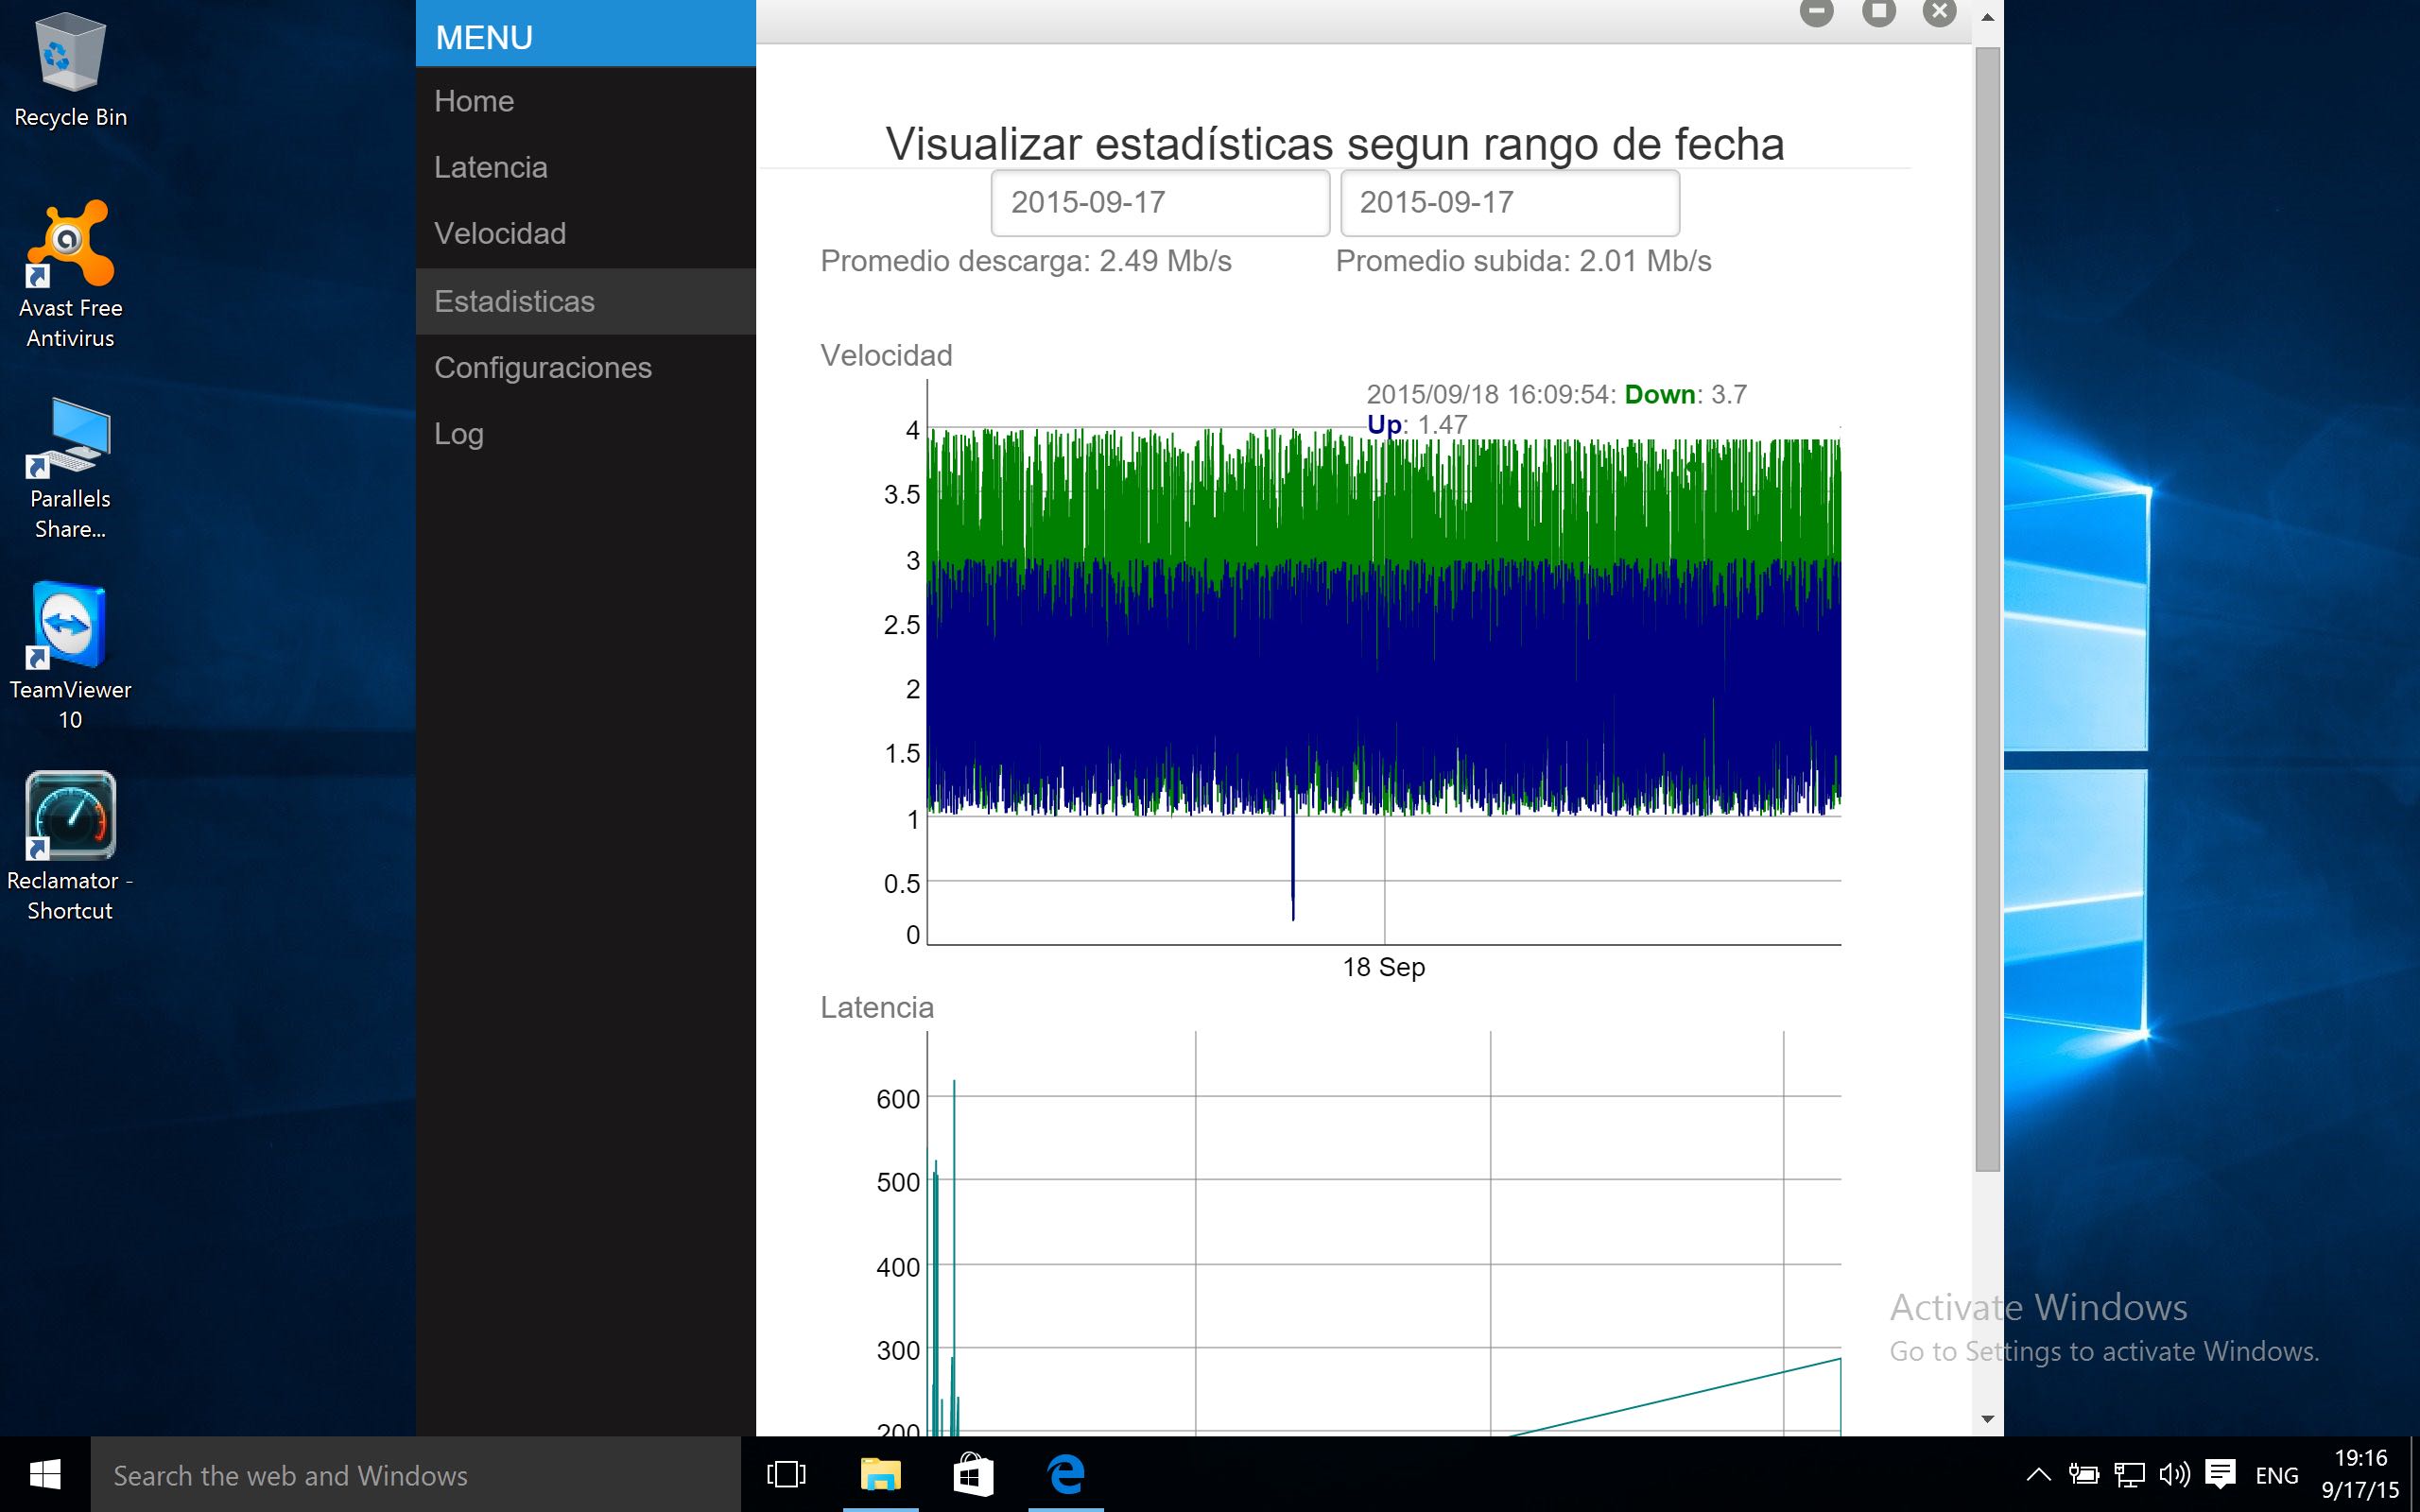 Recycle Bin
Avast Free
Antivirus
Parallels
Share...
TeamViewer
10
Reclamator -
Shortcut
MENU
Home
Latencia
Velocidad
Estadisticas
Configuraciones
Log
Visualizar estadísticas segun rango de fecha
2015-09-17 2015-09-17
Promedio descarga: 2.49 Mb/s Promedio subida: 2.01 Mb/s
Velocidad
2015/09/18 16:09:54: Down: 3.7
Up: 1.47
4
3.5
3
2.5
2
1.5
1
0.5
0
18 Sep
Latencia
600
500
400
300
200
Activate Windows
Go to Settings to activate Windows.
Search the web and Windows
ENG
19:16
9/17/15